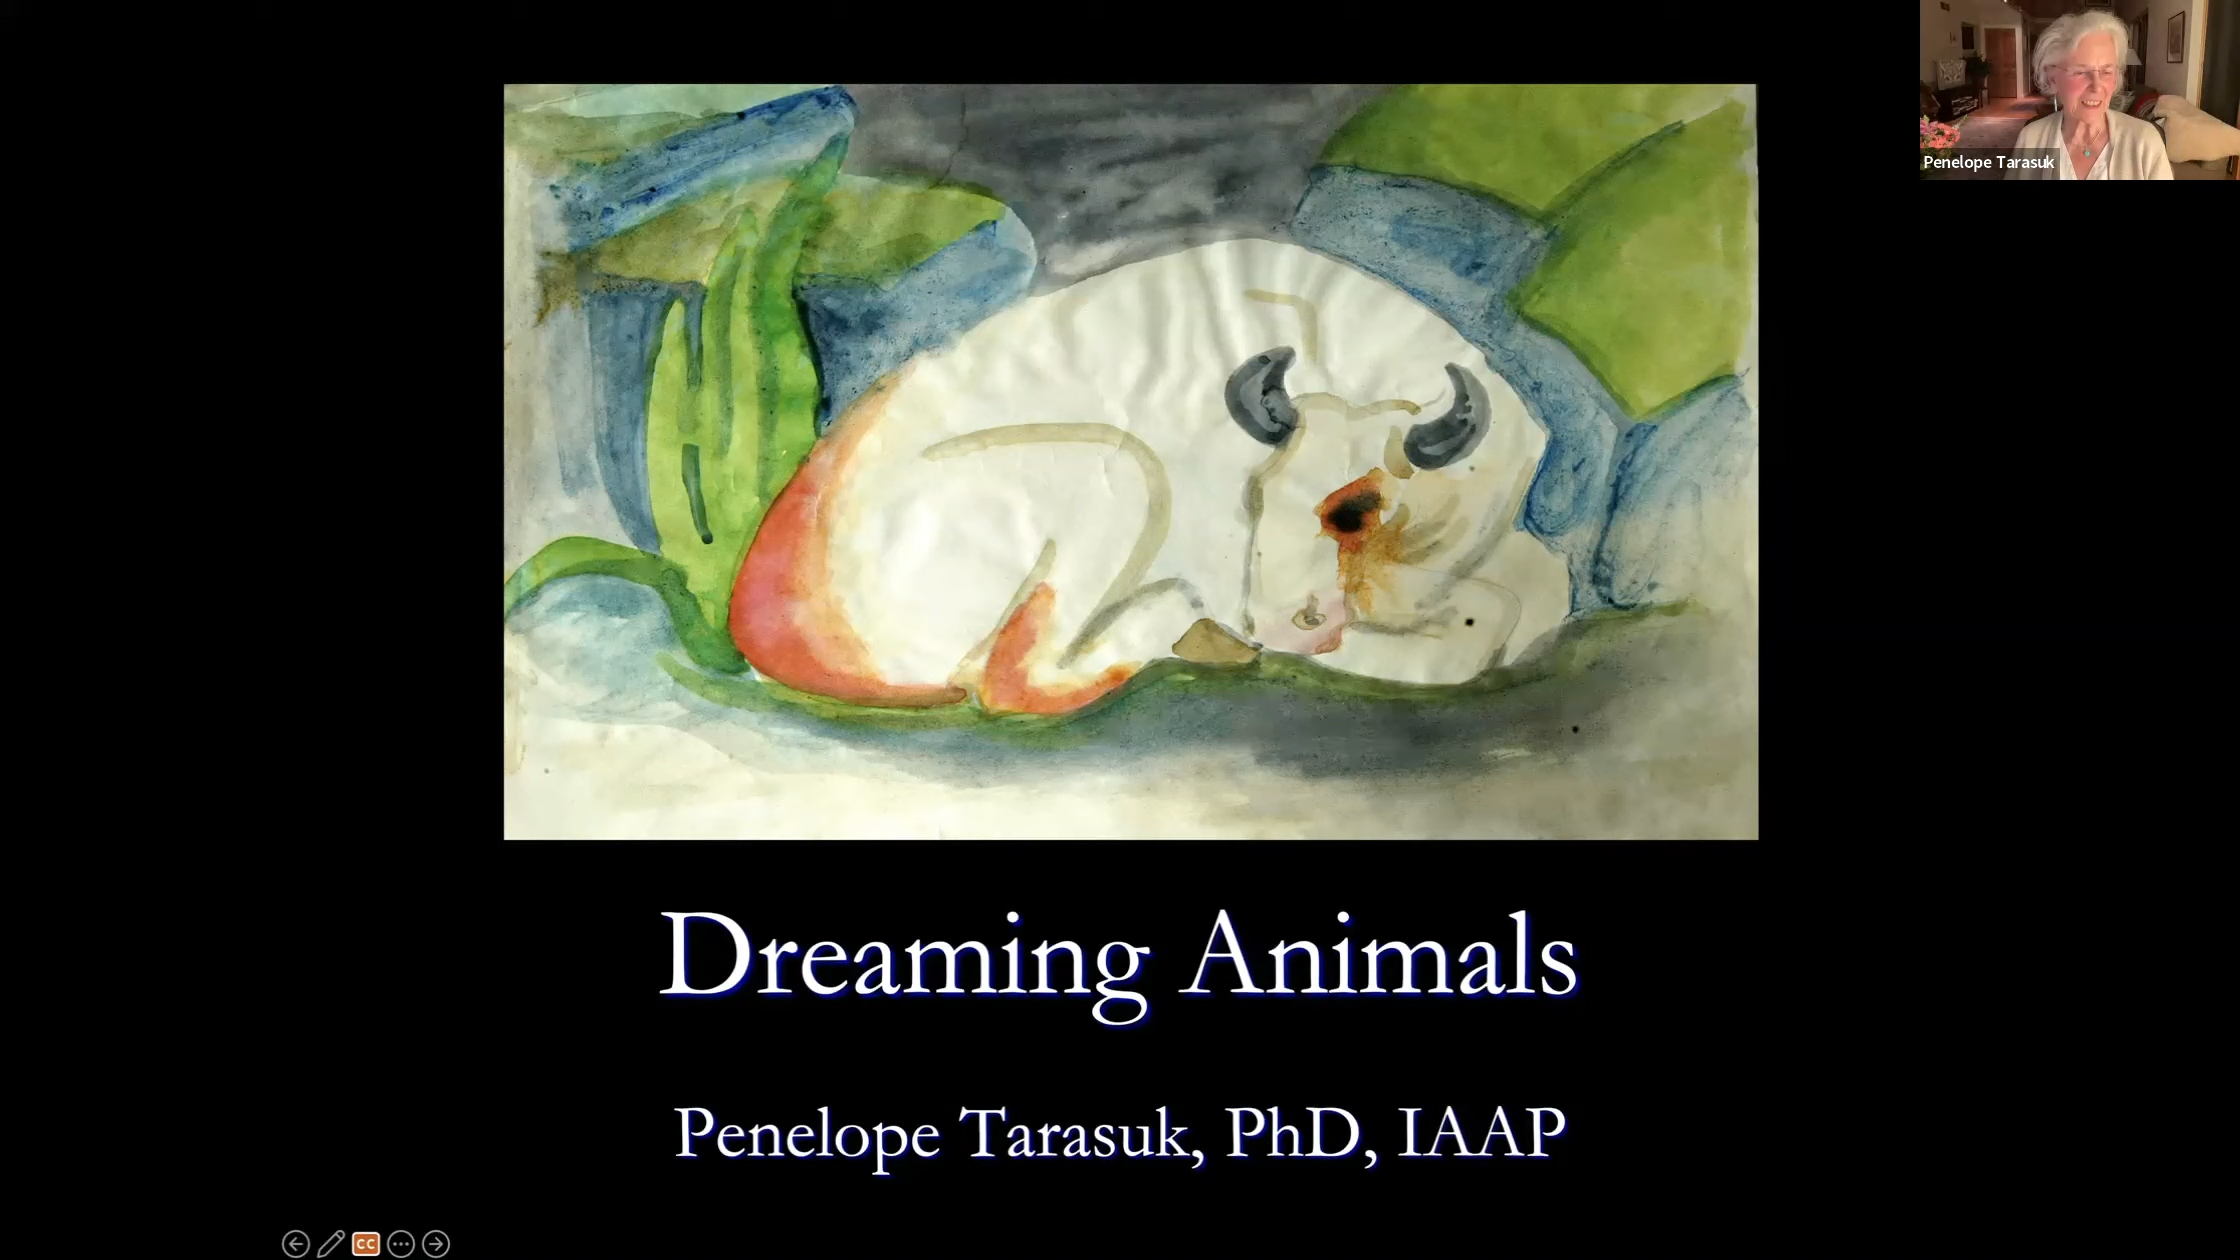 Penelope Tarasuk
Dreaming Animals
Penelope Tarasuk, PhD, IAAP
CC